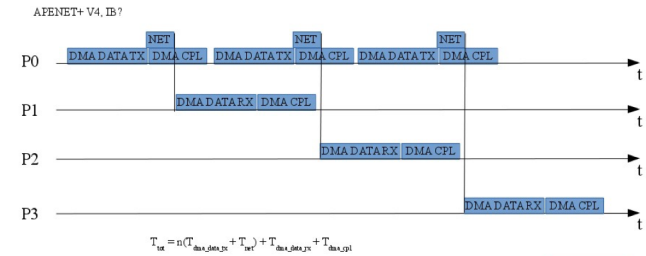 APENET+ V4, IB?
NET NET NET
P0 DMA DATA TX DMA CPL DMA DATA TX DMA CPL DMA DATA TX DMA CPL
t
P1 DMA DATA RX DMA CPL
t
P2 DMA DATA RX DMA CPL
t
P3 DMA DATA RX DMA CPL
t
T_tot = n(T_dma_data_tx + T_net) + T_dma_data_rx + T_dma_cpl